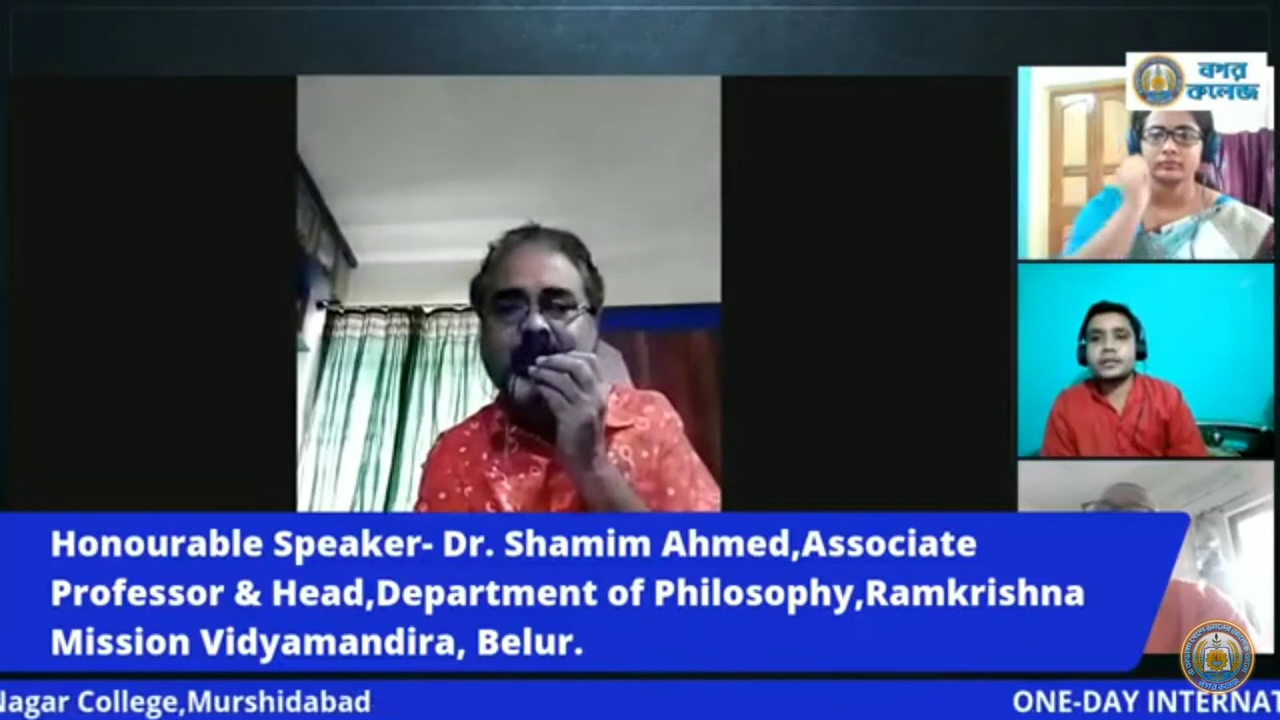 নগর
কলেজ
Honourable Speaker- Dr. Shamim Ahmed,Associate
Professor & Head,Department of Philosophy,Ramkrishna
Mission Vidyamandira, Belur.
Nagar College,Murshidabad
ONE-DAY INTERNAT